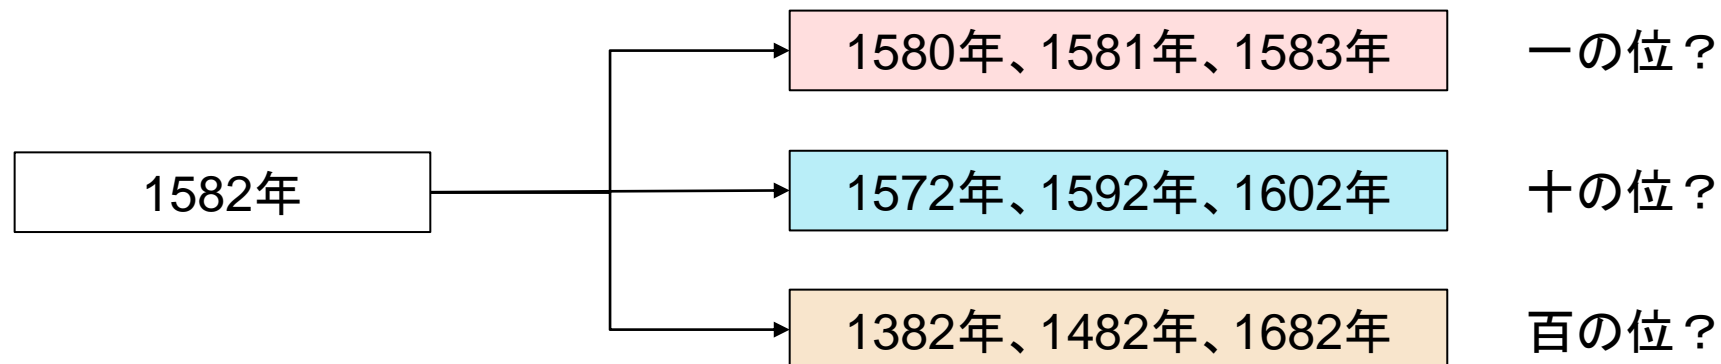 1580年、1581年、1583年
一の位？
1582年
1572年、1592年、1602年
十の位？
1382年、1482年、1682年
百の位？